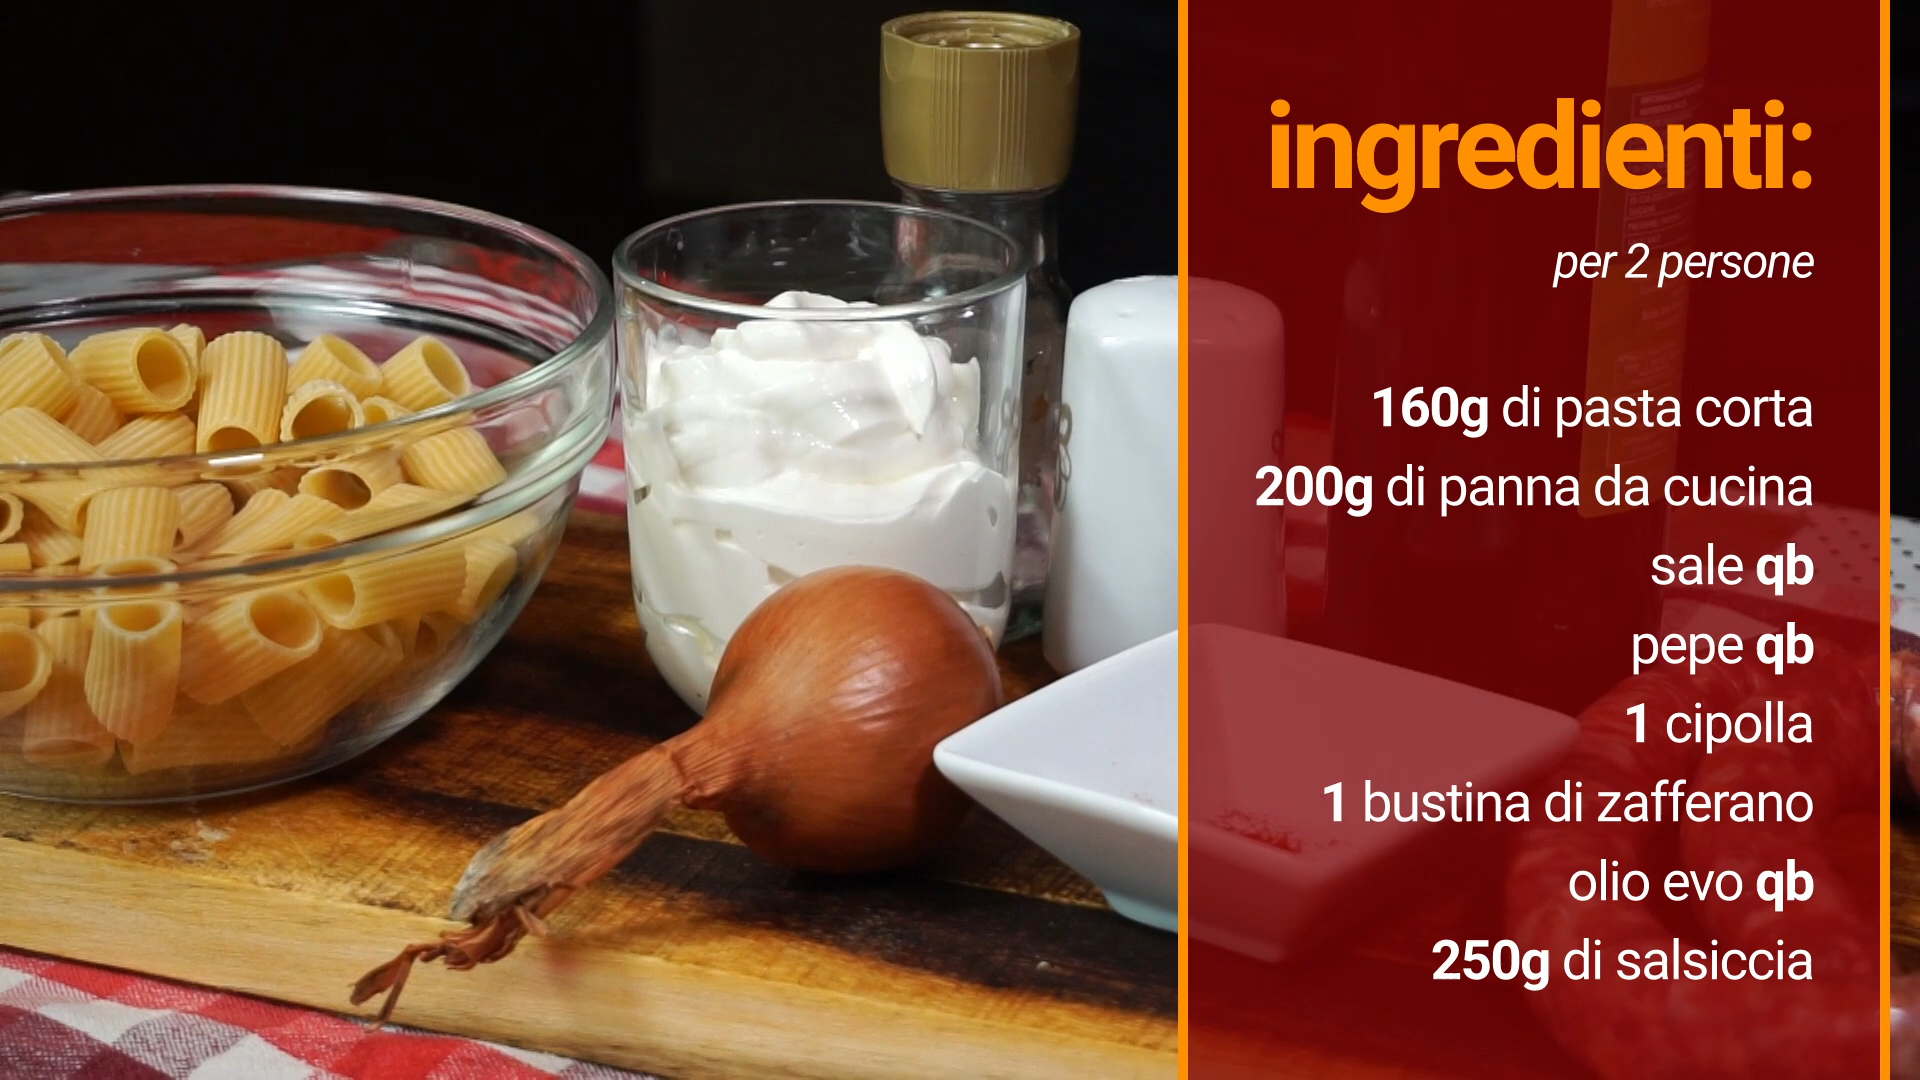 ingredienti:
per 2 persone
160g di pasta corta
200g di panna da cucina
sale qb
pepe qb
1 cipolla
1 bustina di zafferano
olio evo qb
250g di salsiccia